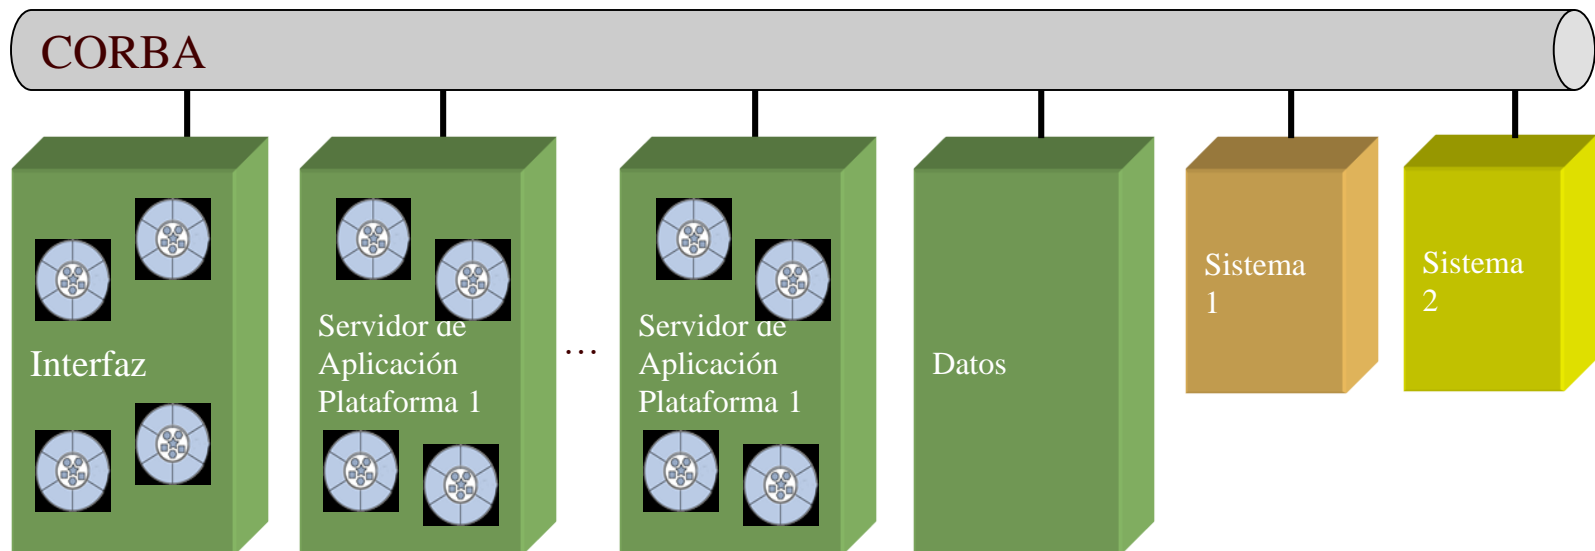 CORBA
Interfaz
Servidor de
Aplicación
Plataforma 1
...
Servidor de
Aplicación
Plataforma 1
Datos
Sistema
1
Sistema
2